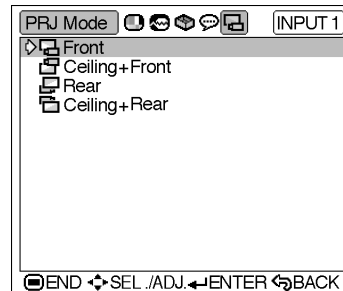 PRJ Mode INPUT 1
Front
Ceiling+Front
Rear
Ceiling+Rear
END SEL./ADJ. ENTER BACK